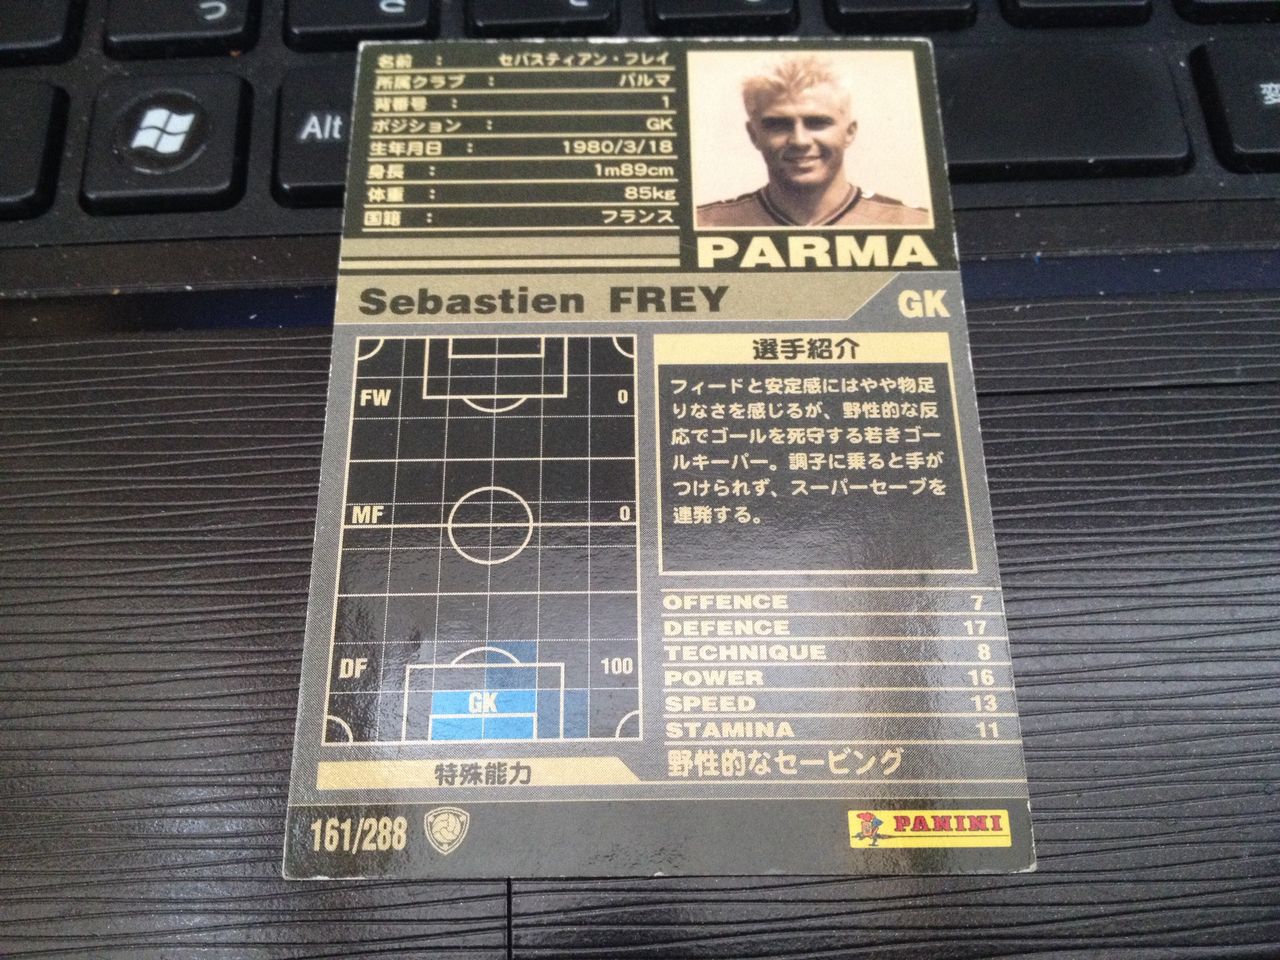 つ
さ
Alt
変
名前 : セバスティアン・フレイ
所属クラブ : パルマ
背番号 : 1
ポジション : GK
生年月日 : 1980/3/18
身長 : 1m89cm
体重 : 85kg
国籍 : フランス
PARMA
Sebastien FREY
GK
選手紹介
フィードと安定感にはやや物足
りなさを感じるが、野性的な反
応でゴールを死守する若きゴー
ルキーパー。調子に乗ると手が
つけられず、スーパーセーブを
連発する。
FW 0
MF 0
DF 100
GK
OFFENCE 7
DEFENCE 17
TECHNIQUE 8
POWER 16
SPEED 13
STAMINA 11
特殊能力
野性的なセービング
161/288
PANINI